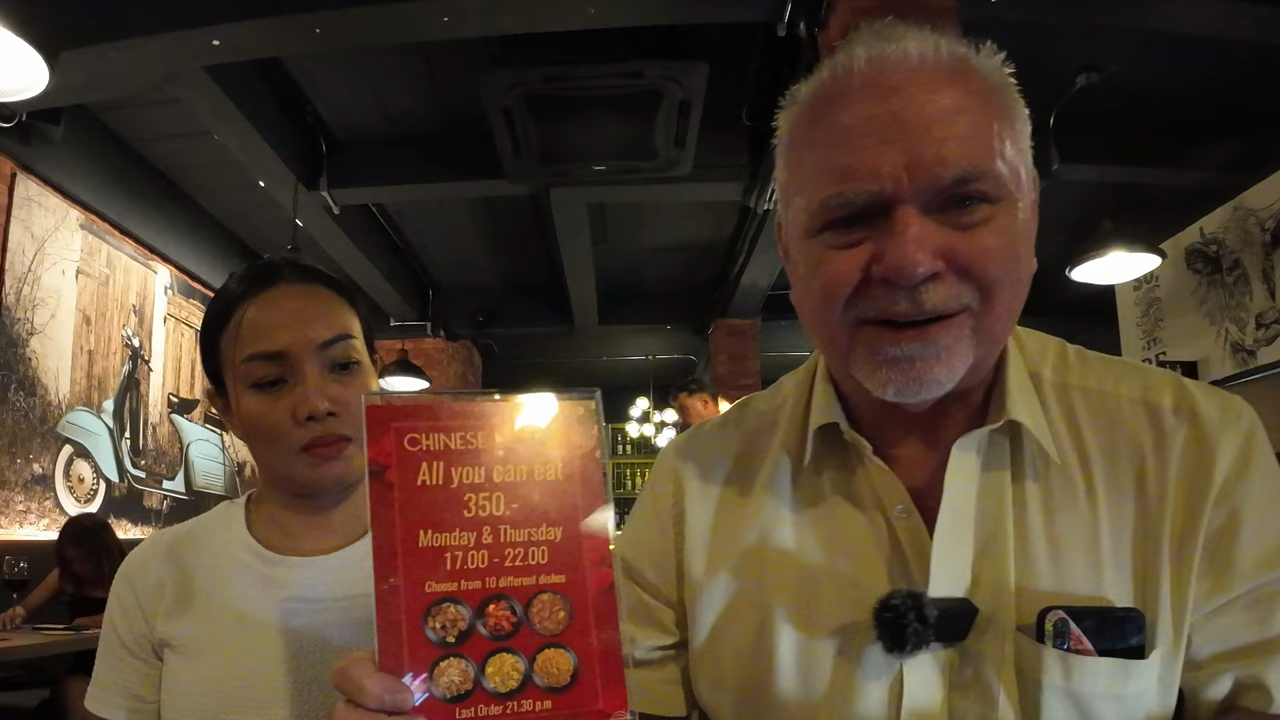 CHINESE
All you can eat
350.-
Monday & Thursday
17.00 - 22.00
Choose from 10 different dishes
Last Order 21.30 p.m